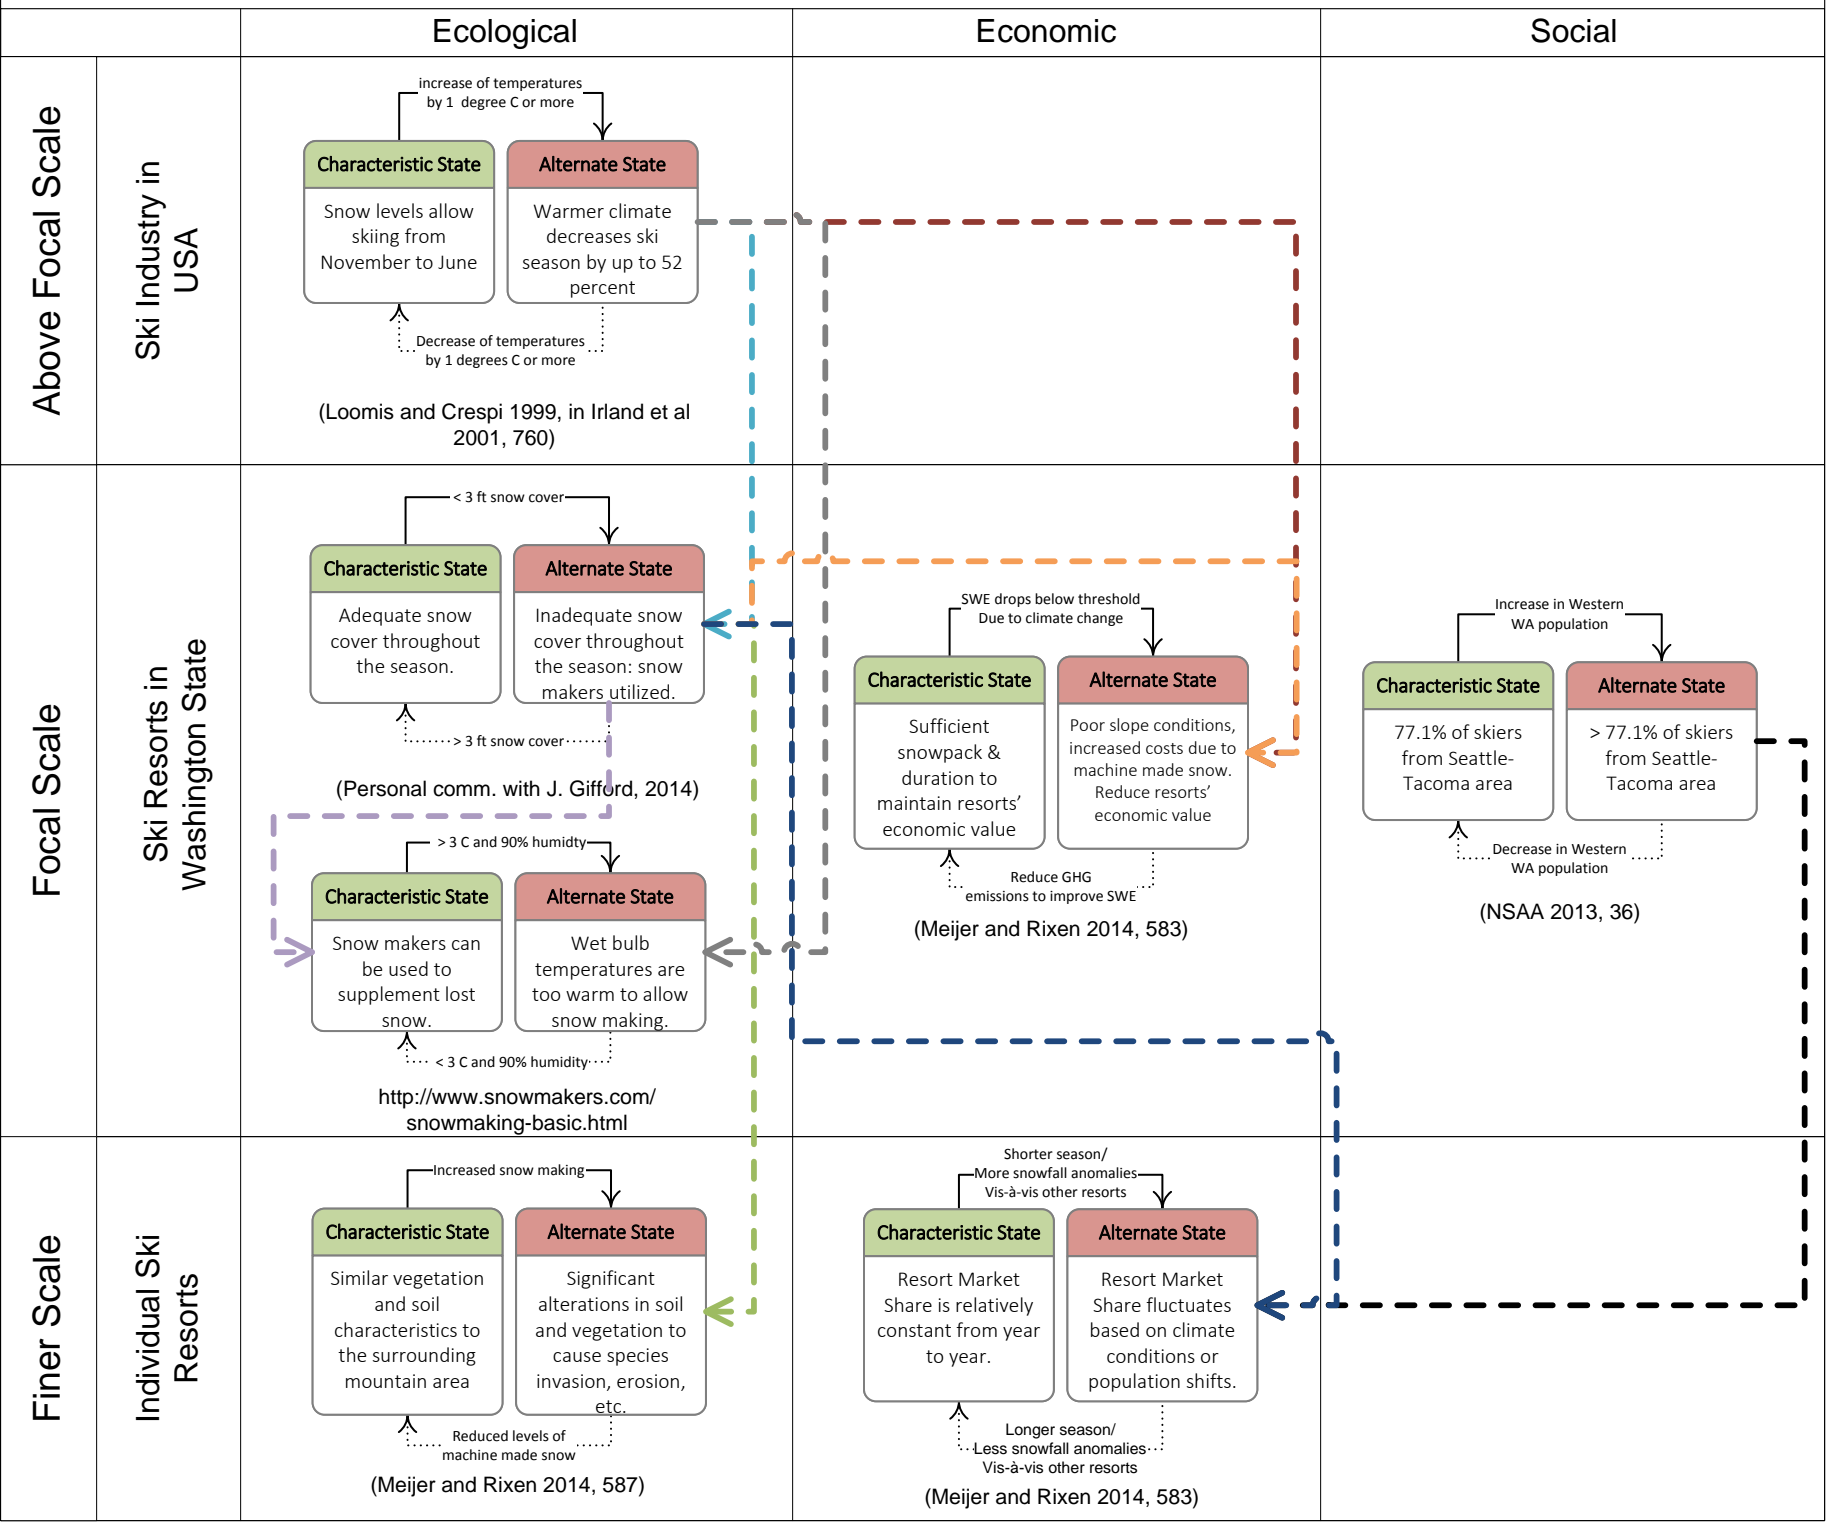 Ecological
Economic
Social
Above Focal Scale
Ski Industry in
USA
increase of temperatures
by 1 degree C or more
Characteristic State
Snow levels allow
skiing from
November to June
Alternate State
Warmer climate
decreases ski
season by up to 52
percent
Decrease of temperatures
by 1 degrees C or more
(Loomis and Crespi 1999, in Irland et al
2001, 760)
Focal Scale
Ski Resorts in
Washington State
< 3 ft snow cover
Characteristic State
Adequate snow
cover throughout
the season.
Alternate State
Inadequate snow
cover throughout
the season: snow
makers utilized.
> 3 ft snow cover
(Personal comm. with J. Gifford, 2014)
> 3 C and 90% humidty
Characteristic State
Snow makers can
be used to
supplement lost
snow.
Alternate State
Wet bulb
temperatures are
too warm to allow
snow making.
< 3 C and 90% humidity
http://www.snowmakers.com/
snowmaking-basic.html
SWE drops below threshold
Due to climate change
Characteristic State
Sufficient
snowpack &
duration to
maintain resorts’
economic value
Alternate State
Poor slope conditions,
increased costs due to
machine made snow.
Reduce resorts’
economic value
Reduce GHG
emissions to improve SWE
(Meijer and Rixen 2014, 583)
Increase in Western
WA population
Characteristic State
77.1% of skiers
from Seattle-
Tacoma area
Alternate State
> 77.1% of skiers
from Seattle-
Tacoma area
Decrease in Western
WA population
(NSAA 2013, 36)
Finer Scale
Individual Ski
Resorts
Increased snow making
Characteristic State
Similar vegetation
and soil
characteristics to
the surrounding
mountain area
Alternate State
Significant
alterations in soil
and vegetation to
cause species
invasion, erosion,
etc.
Reduced levels of
machine made snow
(Meijer and Rixen 2014, 587)
Shorter season/
More snowfall anomalies
Vis-à-vis other resorts
Characteristic State
Resort Market
Share is relatively
constant from year
to year.
Alternate State
Resort Market
Share fluctuates
based on climate
conditions or
population shifts.
Longer season/
Less snowfall anomalies
Vis-à-vis other resorts
(Meijer and Rixen 2014, 583)